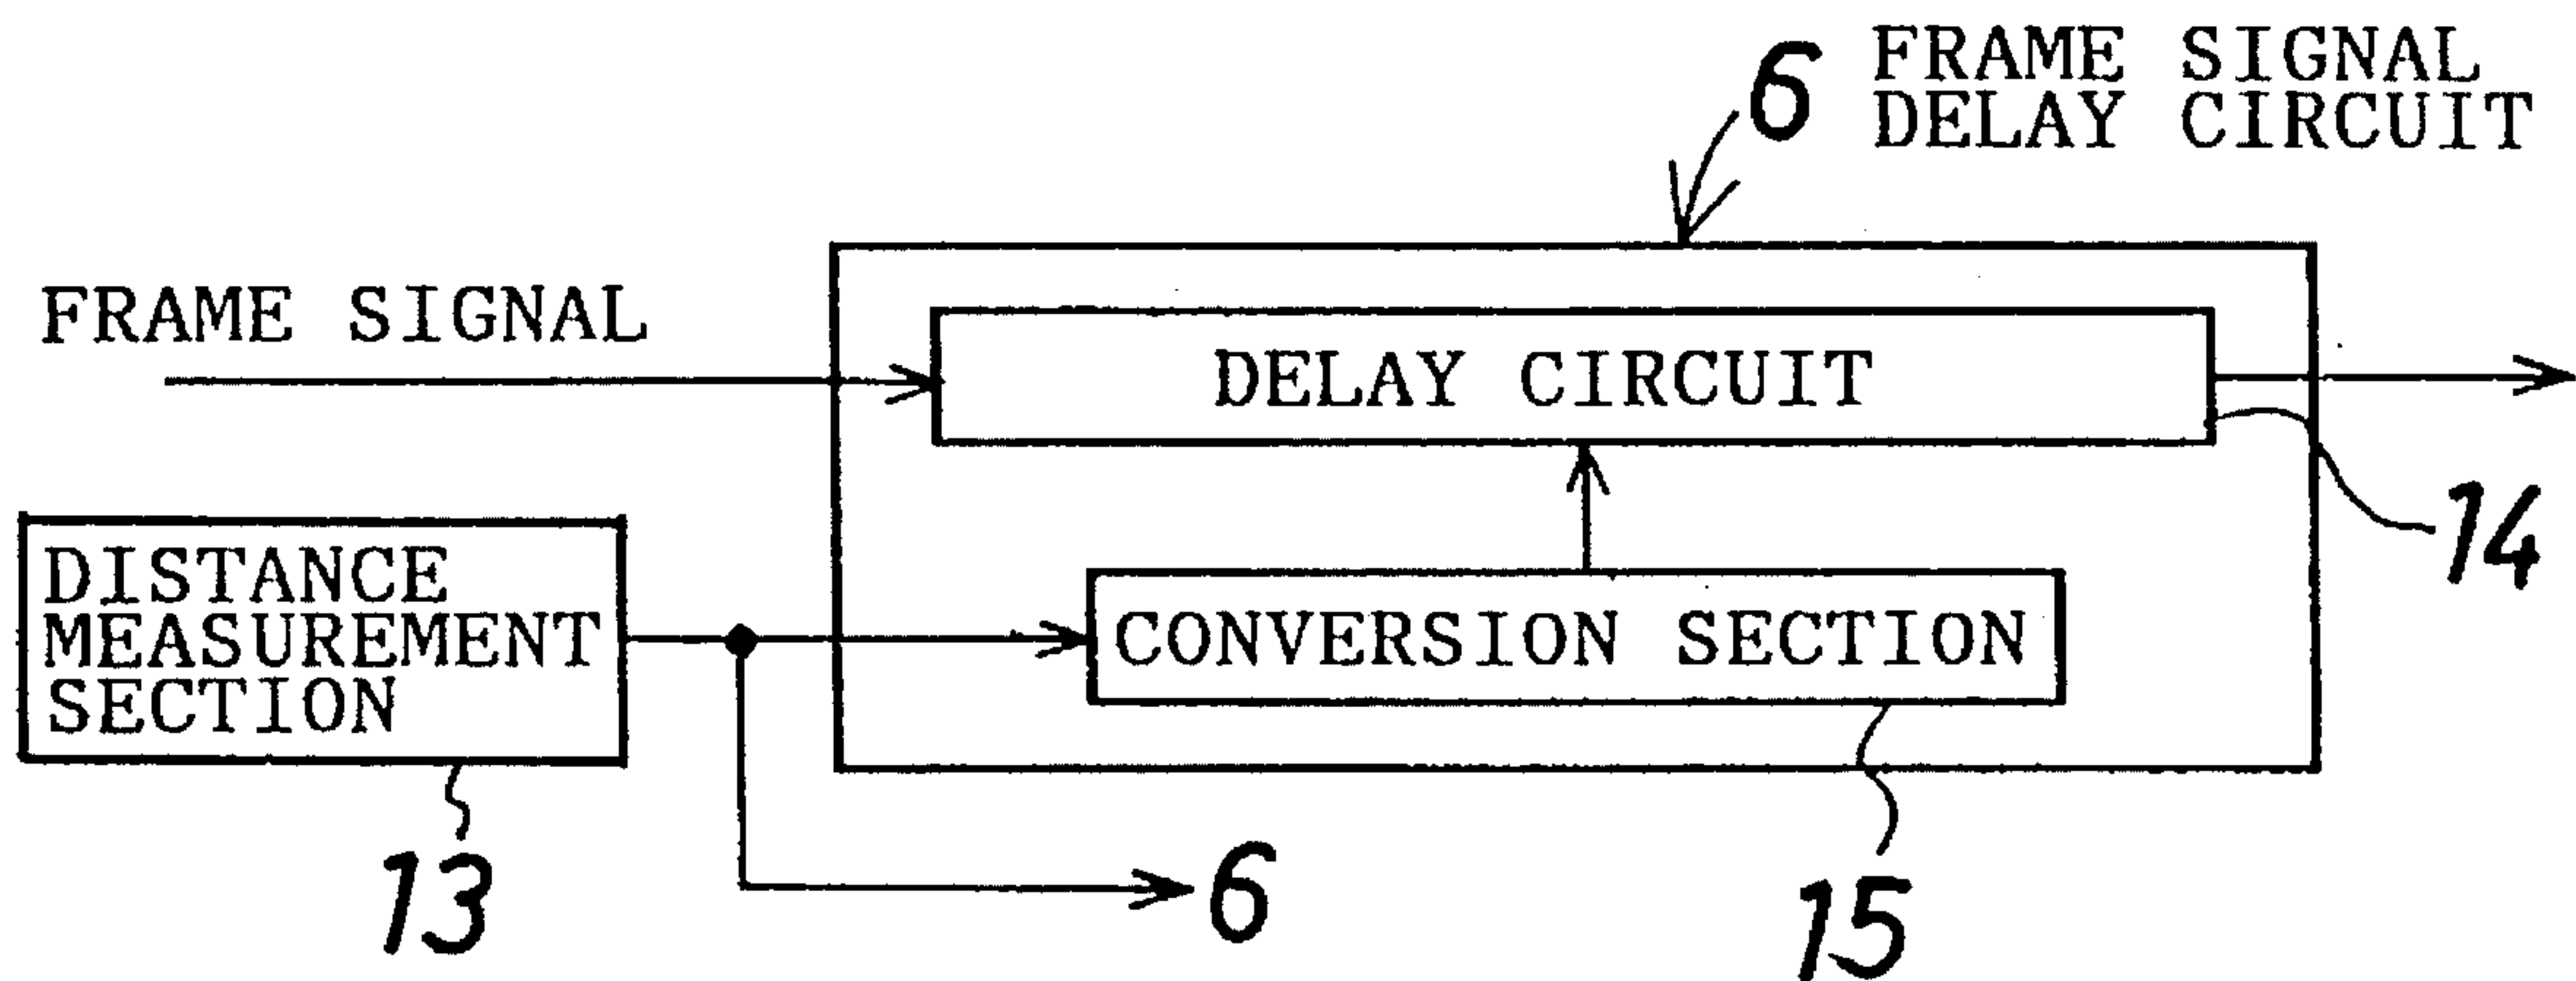 6
FRAME SIGNAL
DELAY CIRCUIT
FRAME SIGNAL
DELAY CIRCUIT
14
DISTANCE
MEASUREMENT
SECTION
CONVERSION SECTION
13
6
15